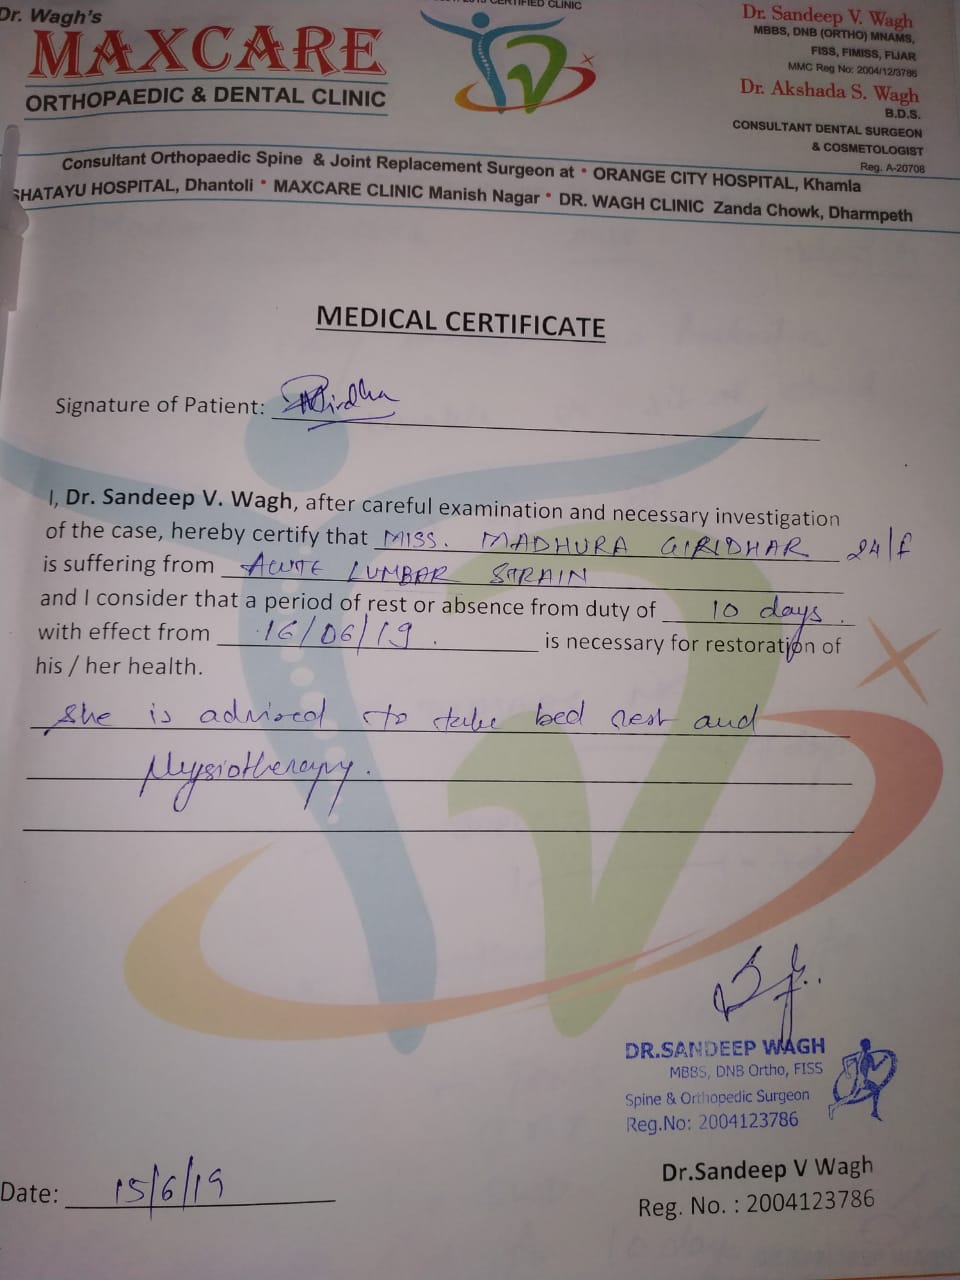 Dr. Wagh's
MAXCARE
ORTHOPAEDIC & DENTAL CLINIC
CERTIFIED CLINIC
Dr. Sandeep V. Wagh
MBBS, DNB (ORTHO) MNAMS,
FISS, FIMISS, FIJAR
MMC Reg No: 2004/12/3786
Dr. Akshada S. Wagh
B.D.S.
CONSULTANT DENTAL SURGEON
& COSMETOLOGIST
Reg. A-20708
Consultant Orthopaedic Spine & Joint Replacement Surgeon at • ORANGE CITY HOSPITAL, Khamla
SHATAYU HOSPITAL, Dhantoli • MAXCARE CLINIC Manish Nagar • DR. WAGH CLINIC Zanda Chowk, Dharmpeth
MEDICAL CERTIFICATE
Signature of Patient:
I, Dr. Sandeep V. Wagh, after careful examination and necessary investigation
of the case, hereby certify that MISS. MADHURA GIRIDHAR 24/f
is suffering from ACUTE LUMBAR STRAIN
and I consider that a period of rest or absence from duty of 10 days.
with effect from 16/06/19. is necessary for restoration of
his / her health.
She is advised to take bed rest and
physiotherapy.
DR.SANDEEP WAGH
MBBS, DNB Ortho, FISS
Spine & Orthopedic Surgeon
Reg.No: 2004123786
Dr.Sandeep V Wagh
Reg. No. : 2004123786
Date: 15/6/19